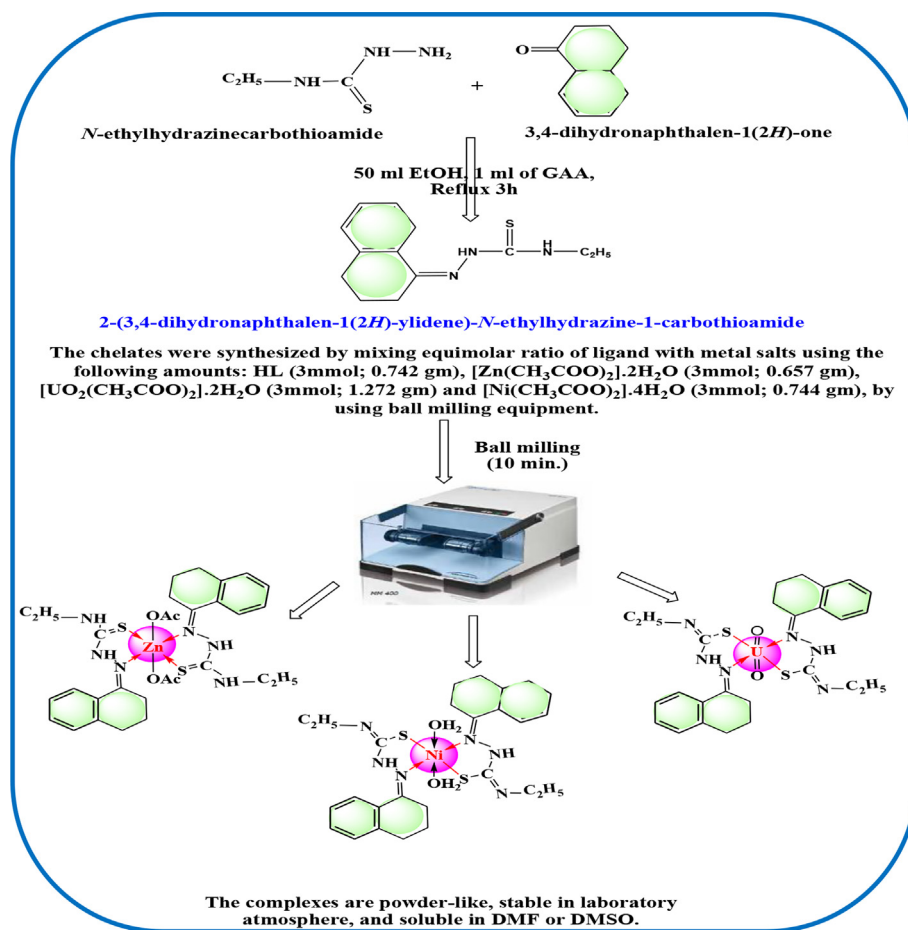 NH—NH₂
C₂H₅—NH—C
S
O
+
N-ethylhydrazinecarbothioamide
3,4-dihydronaphthalen-1(2H)-one
50 ml EtOH, 1 ml of GAA,
Reflux 3h
S
HN—C—N—C₂H₅
H
N
2-(3,4-dihydronaphthalen-1(2H)-ylidene)-N-ethylhydrazine-1-carbothioamide
The chelates were synthesized by mixing equimolar ratio of ligand with metal salts using the
following amounts: HL (3mmol; 0.742 gm), [Zn(CH₃COO)₂].2H₂O (3mmol; 0.657 gm),
[UO₂(CH₃COO)₂].2H₂O (3mmol; 1.272 gm) and [Ni(CH₃COO)₂].4H₂O (3mmol; 0.744 gm), by
using ball milling equipment.
Ball milling
(10 min.)
MM 400
C₂H₅—NH
OAc
C=S
N
NH
Zn
HN
N
S=C
OAc
NH—C₂H₅
C₂H₅—N
S
O
C
N
NH
U
HN
N
S
C
O
N—C₂H₅
C₂H₅—N
S
OH₂
C
N
NH
Ni
HN
N
S
C
OH₂
N—C₂H₅
The complexes are powder-like, stable in laboratory
atmosphere, and soluble in DMF or DMSO.